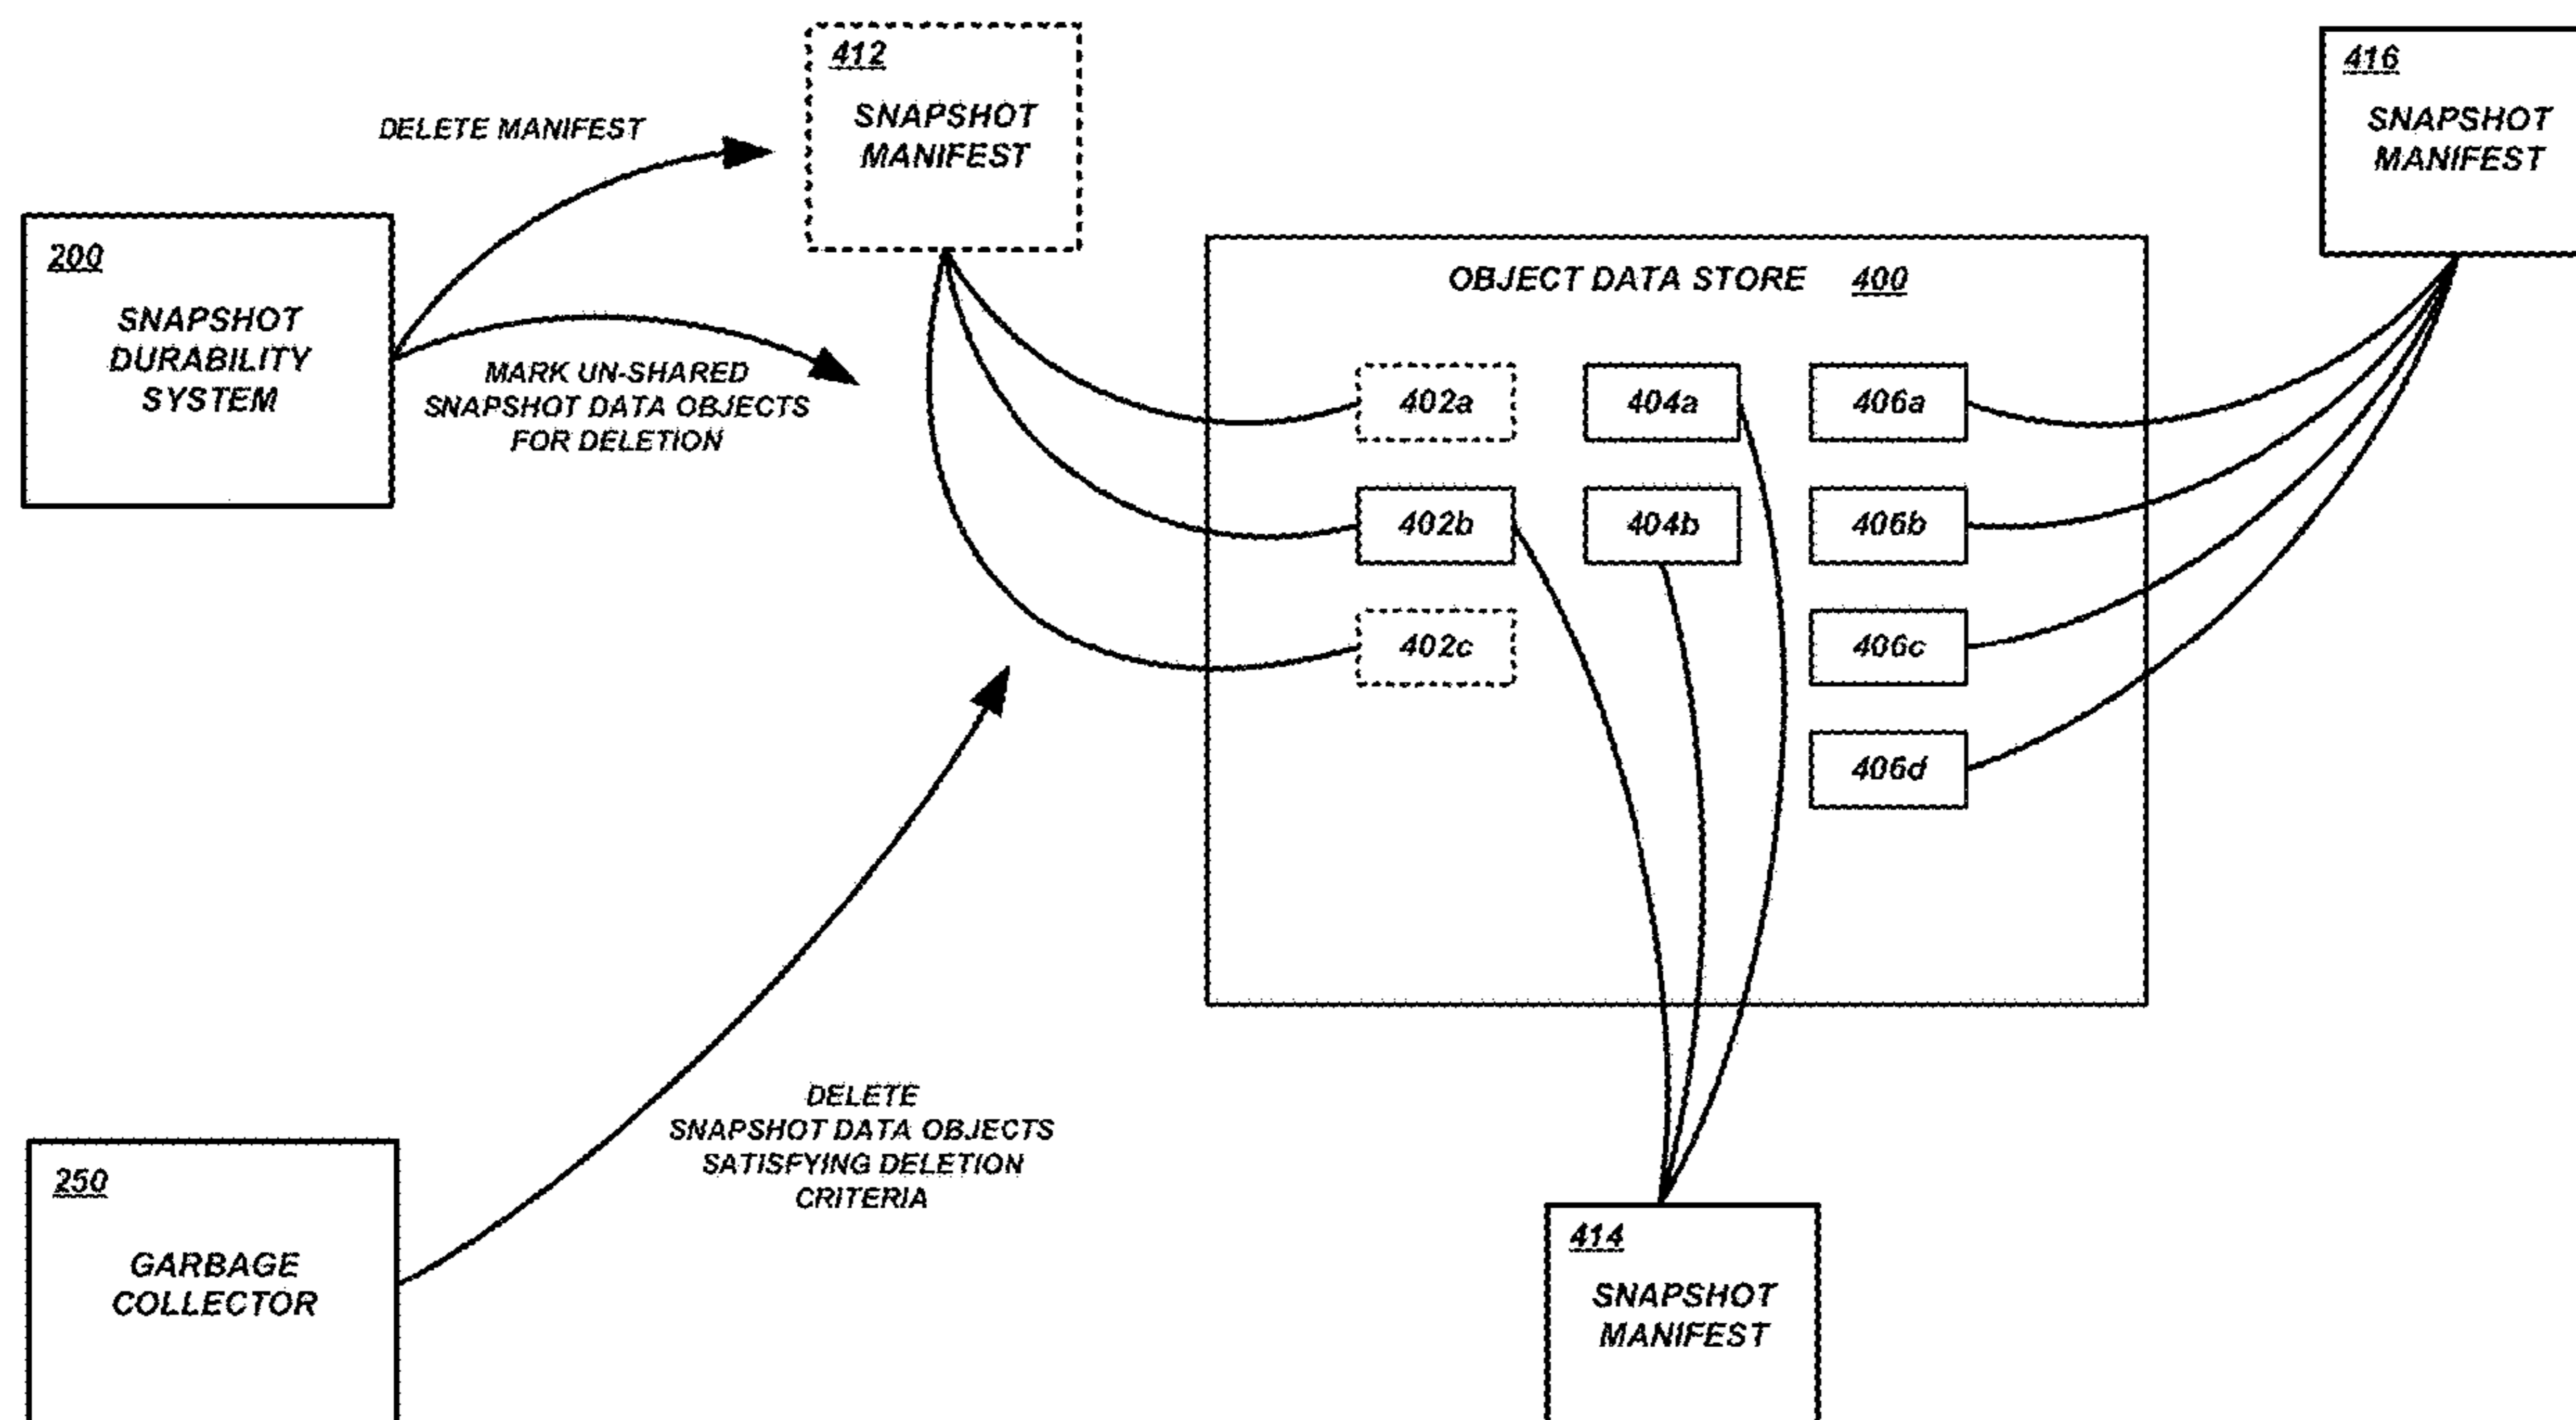 412
SNAPSHOT
MANIFEST
416
SNAPSHOT
MANIFEST
DELETE MANIFEST
200
SNAPSHOT
DURABILITY
SYSTEM
MARK UN-SHARED
SNAPSHOT DATA OBJECTS
FOR DELETION
OBJECT DATA STORE 400
402a 404a 406a
402b 404b 406b
402c 406c
406d
DELETE
SNAPSHOT DATA OBJECTS
SATISFYING DELETION
CRITERIA
250
GARBAGE
COLLECTOR
414
SNAPSHOT
MANIFEST